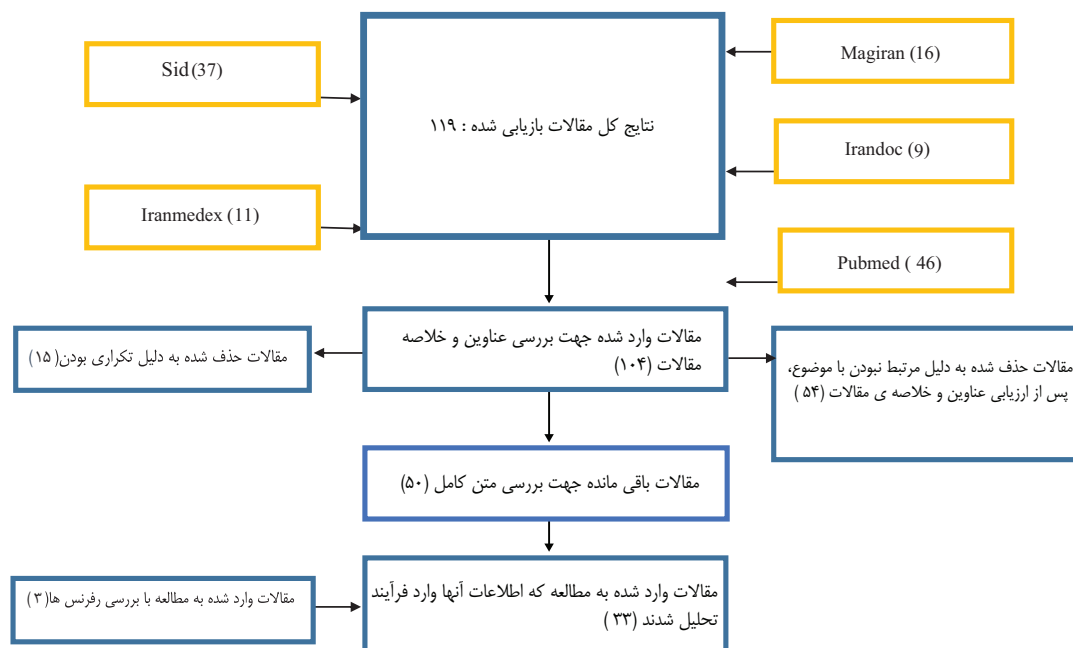 Sid (37)
Magiran (16)
نتایج کل مقالات بازیابی شده : ۱۱۹
Irandoc (9)
Iranmedex (11)
Pubmed ( 46)
مقالات وارد شده جهت بررسی عناوین و خلاصه
مقالات (۱۰۴)
مقالات حذف شده به دلیل تکراری بودن( ۱۵)
مقالات حذف شده به دلیل مرتبط نبودن با موضوع،
پس از ارزیابی عناوین و خلاصه ی مقالات (۵۴ )
مقالات باقی مانده جهت بررسی متن کامل (۵۰)
مقالات وارد شده به مطالعه با بررسی رفرنس ها(۳ )
مقالات وارد شده به مطالعه که اطلاعات آنها وارد فرآیند
تحلیل شدند (۳۳ )